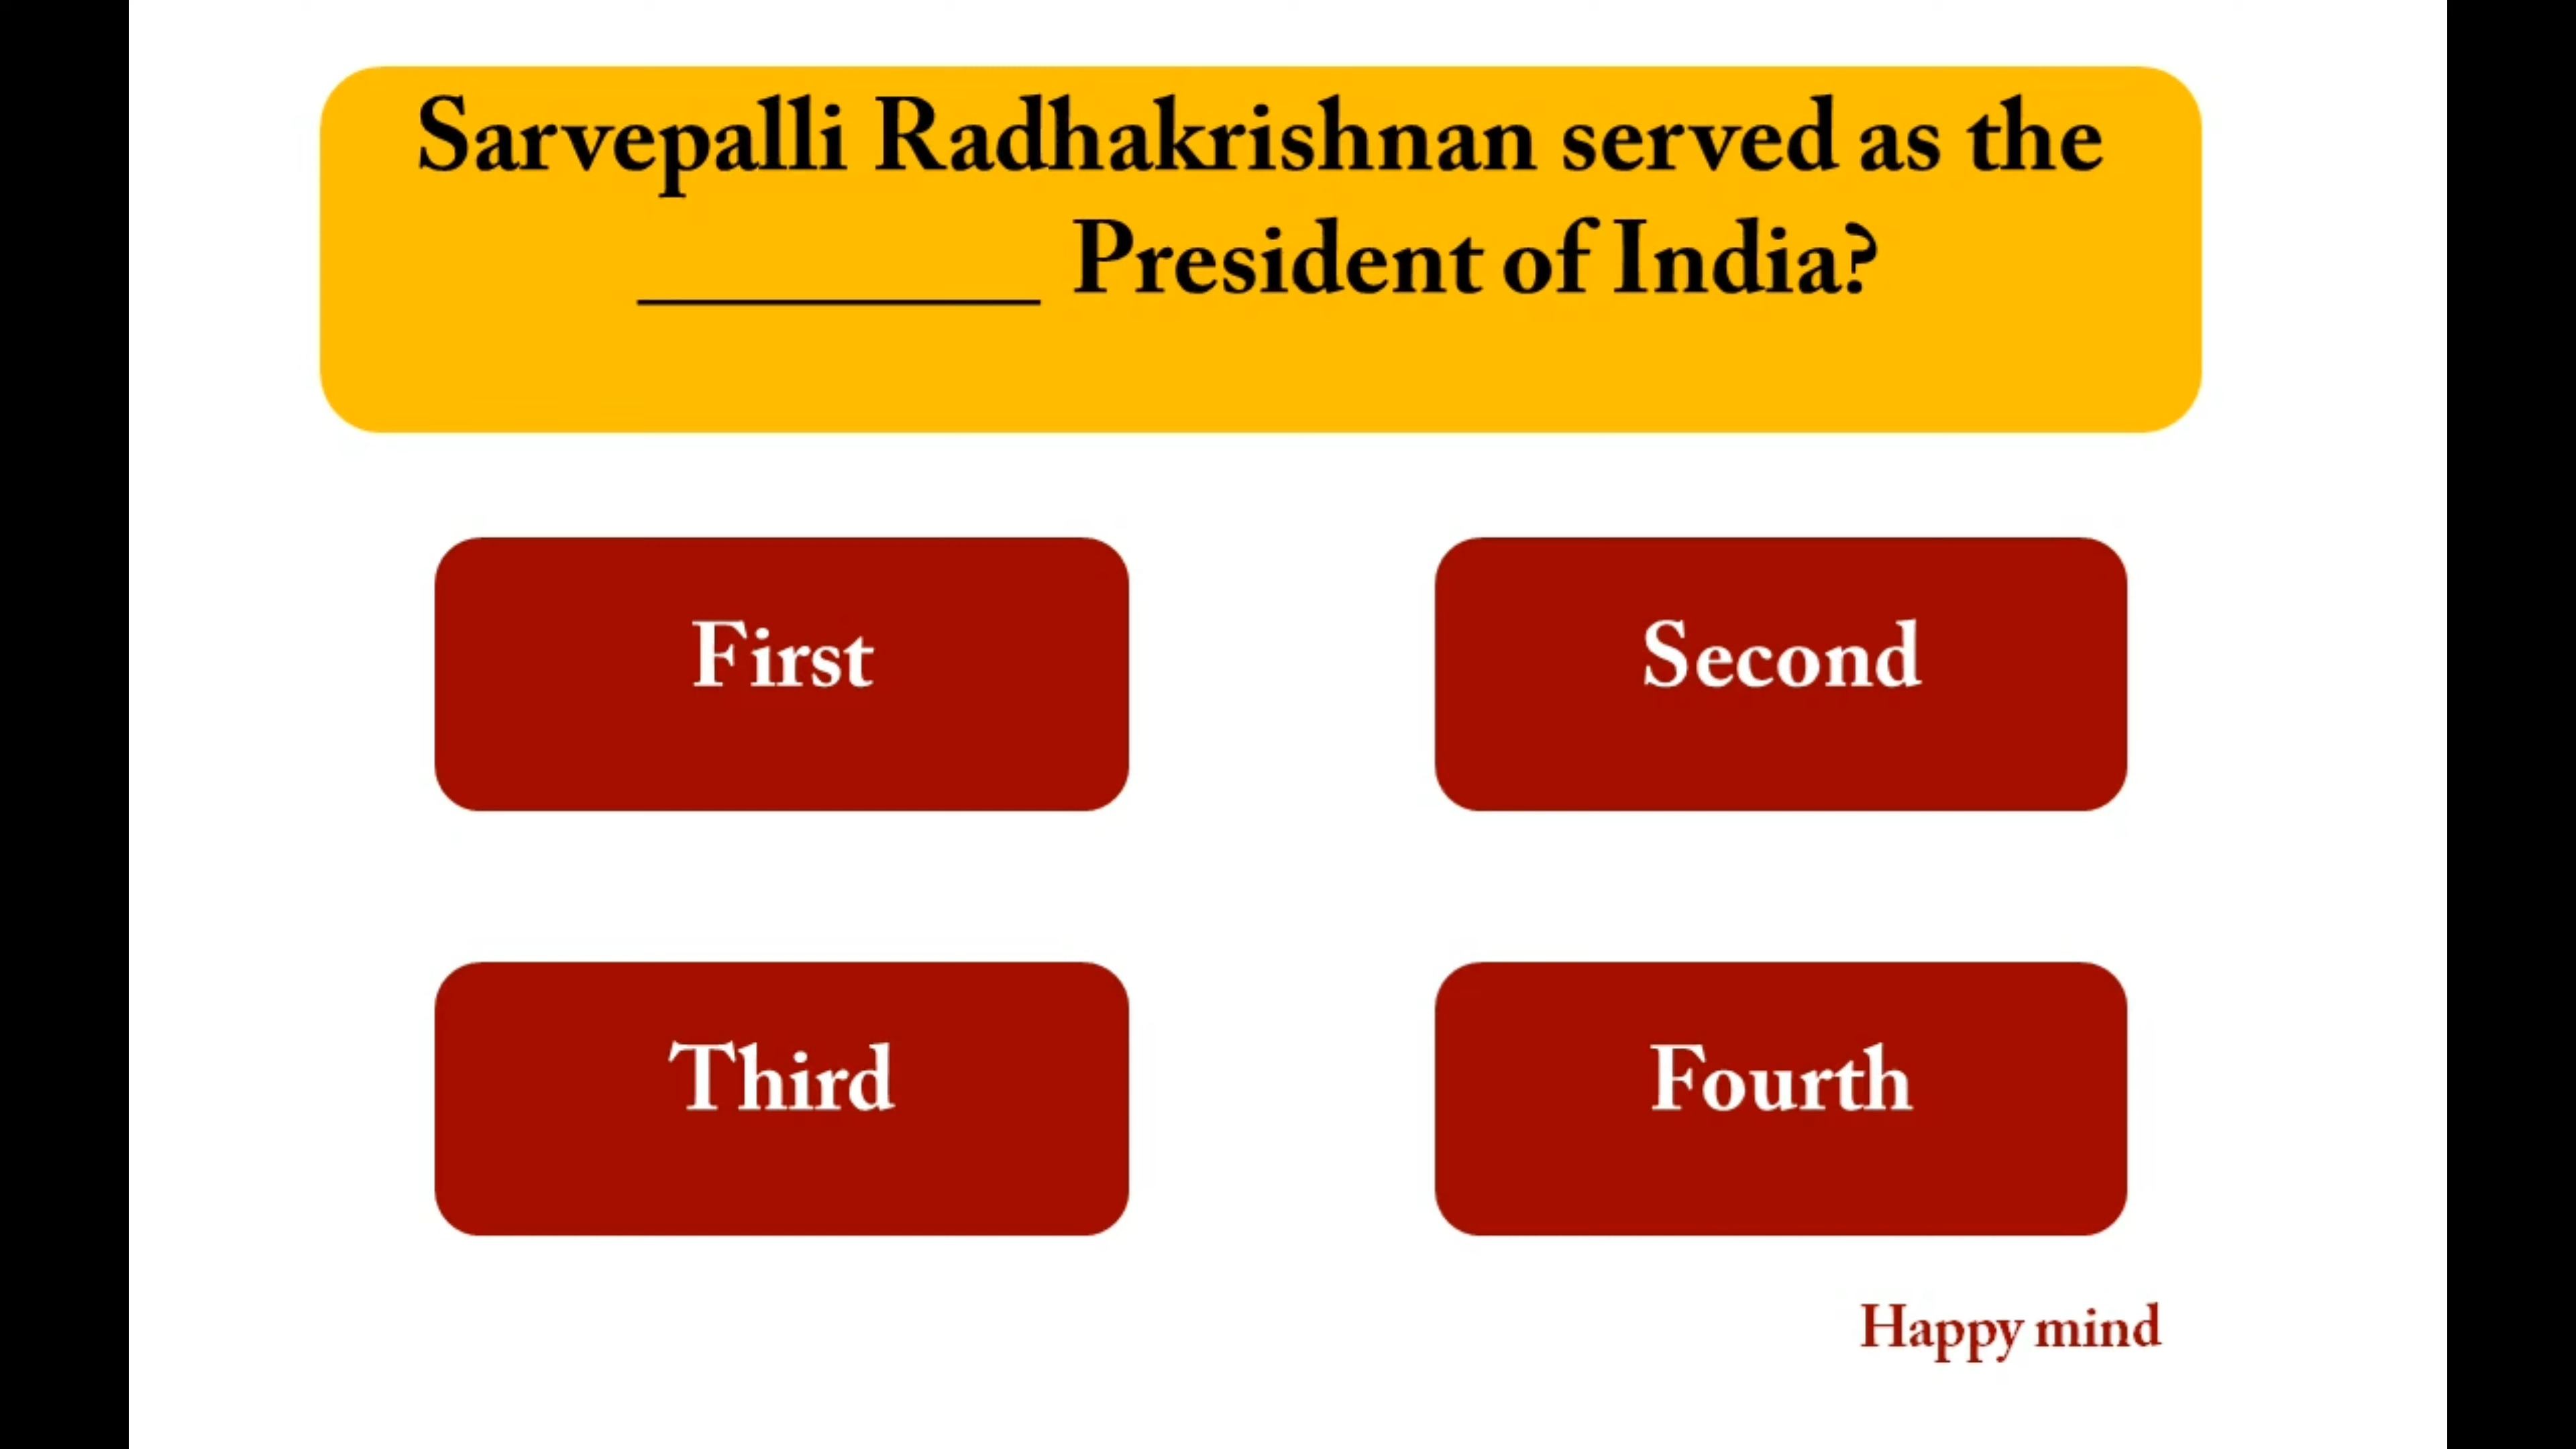 Sarvepalli Radhakrishnan served as the
__________ President of India?
First
Second
Third
Fourth
Happy mind